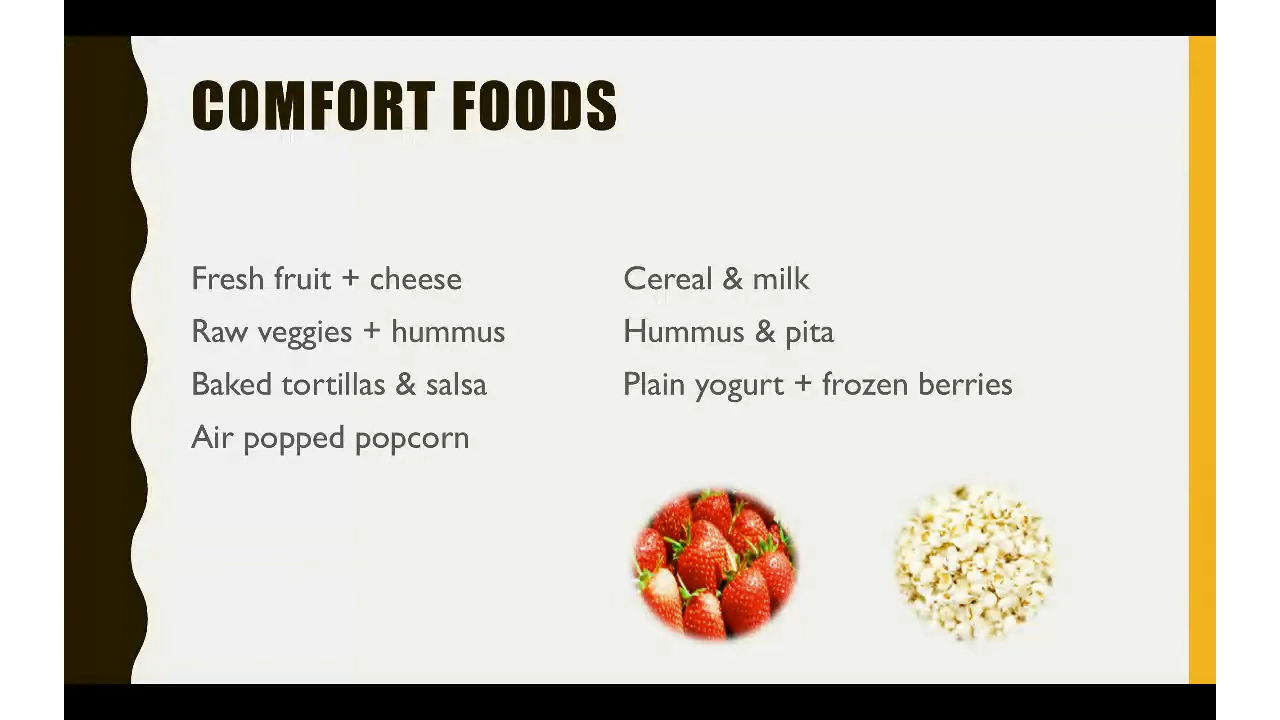 COMFORT FOODS
Fresh fruit + cheese
Raw veggies + hummus
Baked tortillas & salsa
Air popped popcorn
Cereal & milk
Hummus & pita
Plain yogurt + frozen berries